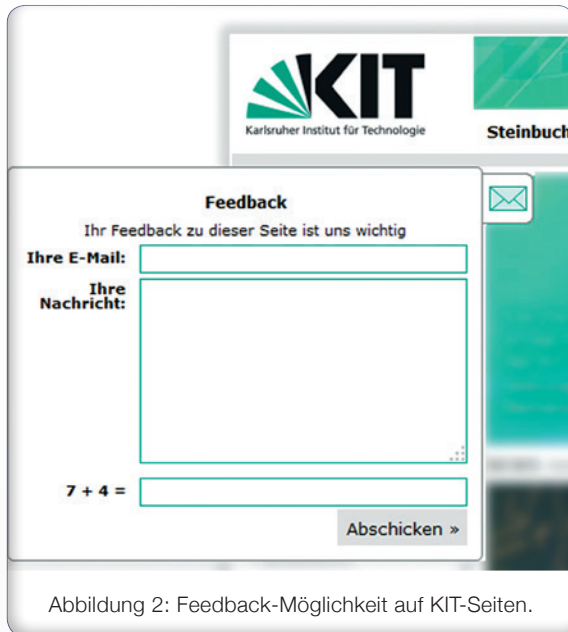 KIT
Karlsruher Institut für Technologie
Steinbuch
Feedback
Ihr Feedback zu dieser Seite ist uns wichtig
Ihre E-Mail:
Ihre
Nachricht:
7 + 4 =
Abschicken »
Abbildung 2: Feedback-Möglichkeit auf KIT-Seiten.